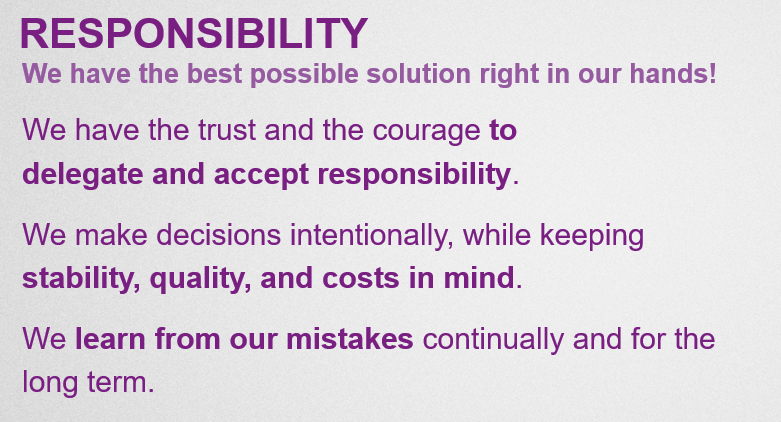 RESPONSIBILITY
We have the best possible solution right in our hands!
We have the trust and the courage to
delegate and accept responsibility.
We make decisions intentionally, while keeping
stability, quality, and costs in mind.
We learn from our mistakes continually and for the
long term.